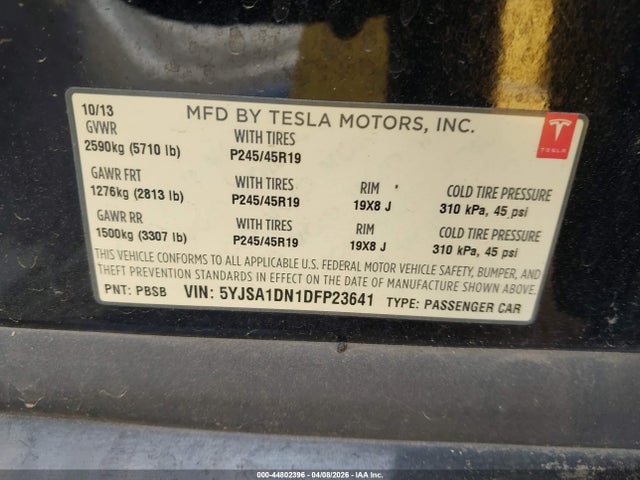 10/13 MFD BY TESLA MOTORS, INC.
TESLA
GVWR WITH TIRES
2590kg (5710 lb) P245/45R19
GAWR FRT WITH TIRES RIM COLD TIRE PRESSURE
1276kg (2813 lb) P245/45R19 19X8 J 310 kPa, 45 psi
GAWR RR WITH TIRES RIM COLD TIRE PRESSURE
1500kg (3307 lb) P245/45R19 19X8 J 310 kPa, 45 psi
THIS VEHICLE CONFORMS TO ALL APPLICABLE U.S. FEDERAL MOTOR VEHICLE SAFETY, BUMPER, AND
THEFT PREVENTION STANDARDS IN EFFECT ON THE DATE OF MANUFACTURE SHOWN ABOVE.
PNT: PBSB VIN: 5YJSA1DN1DFP23641 TYPE: PASSENGER CAR
000-44802396 - 04/08/2026 - IAA Inc.